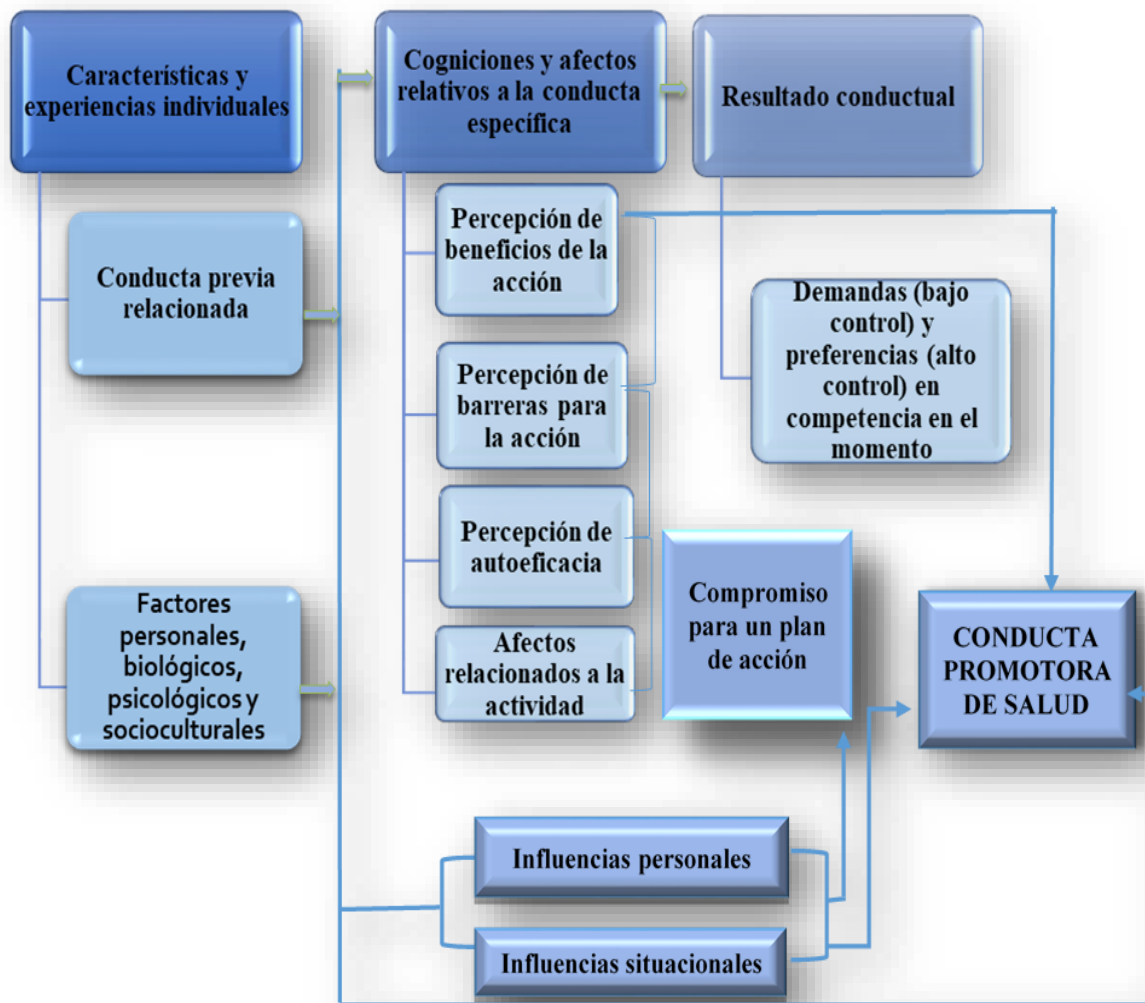 Características y
experiencias individuales
Cogniciones y afectos
relativos a la conducta
específica
Resultado conductual
Conducta previa
relacionada
Factores
personales,
biológicos,
psicológicos y
socioculturales
Percepción de
beneficios de la
acción
Percepción de
barreras para
la acción
Percepción de
autoeficacia
Afectos
relacionados a la
actividad
Demandas (bajo
control) y
preferencias (alto
control) en
competencia en el
momento
Compromiso
para un plan
de acción
CONDUCTA
PROMOTORA
DE SALUD
Influencias personales
Influencias situacionales